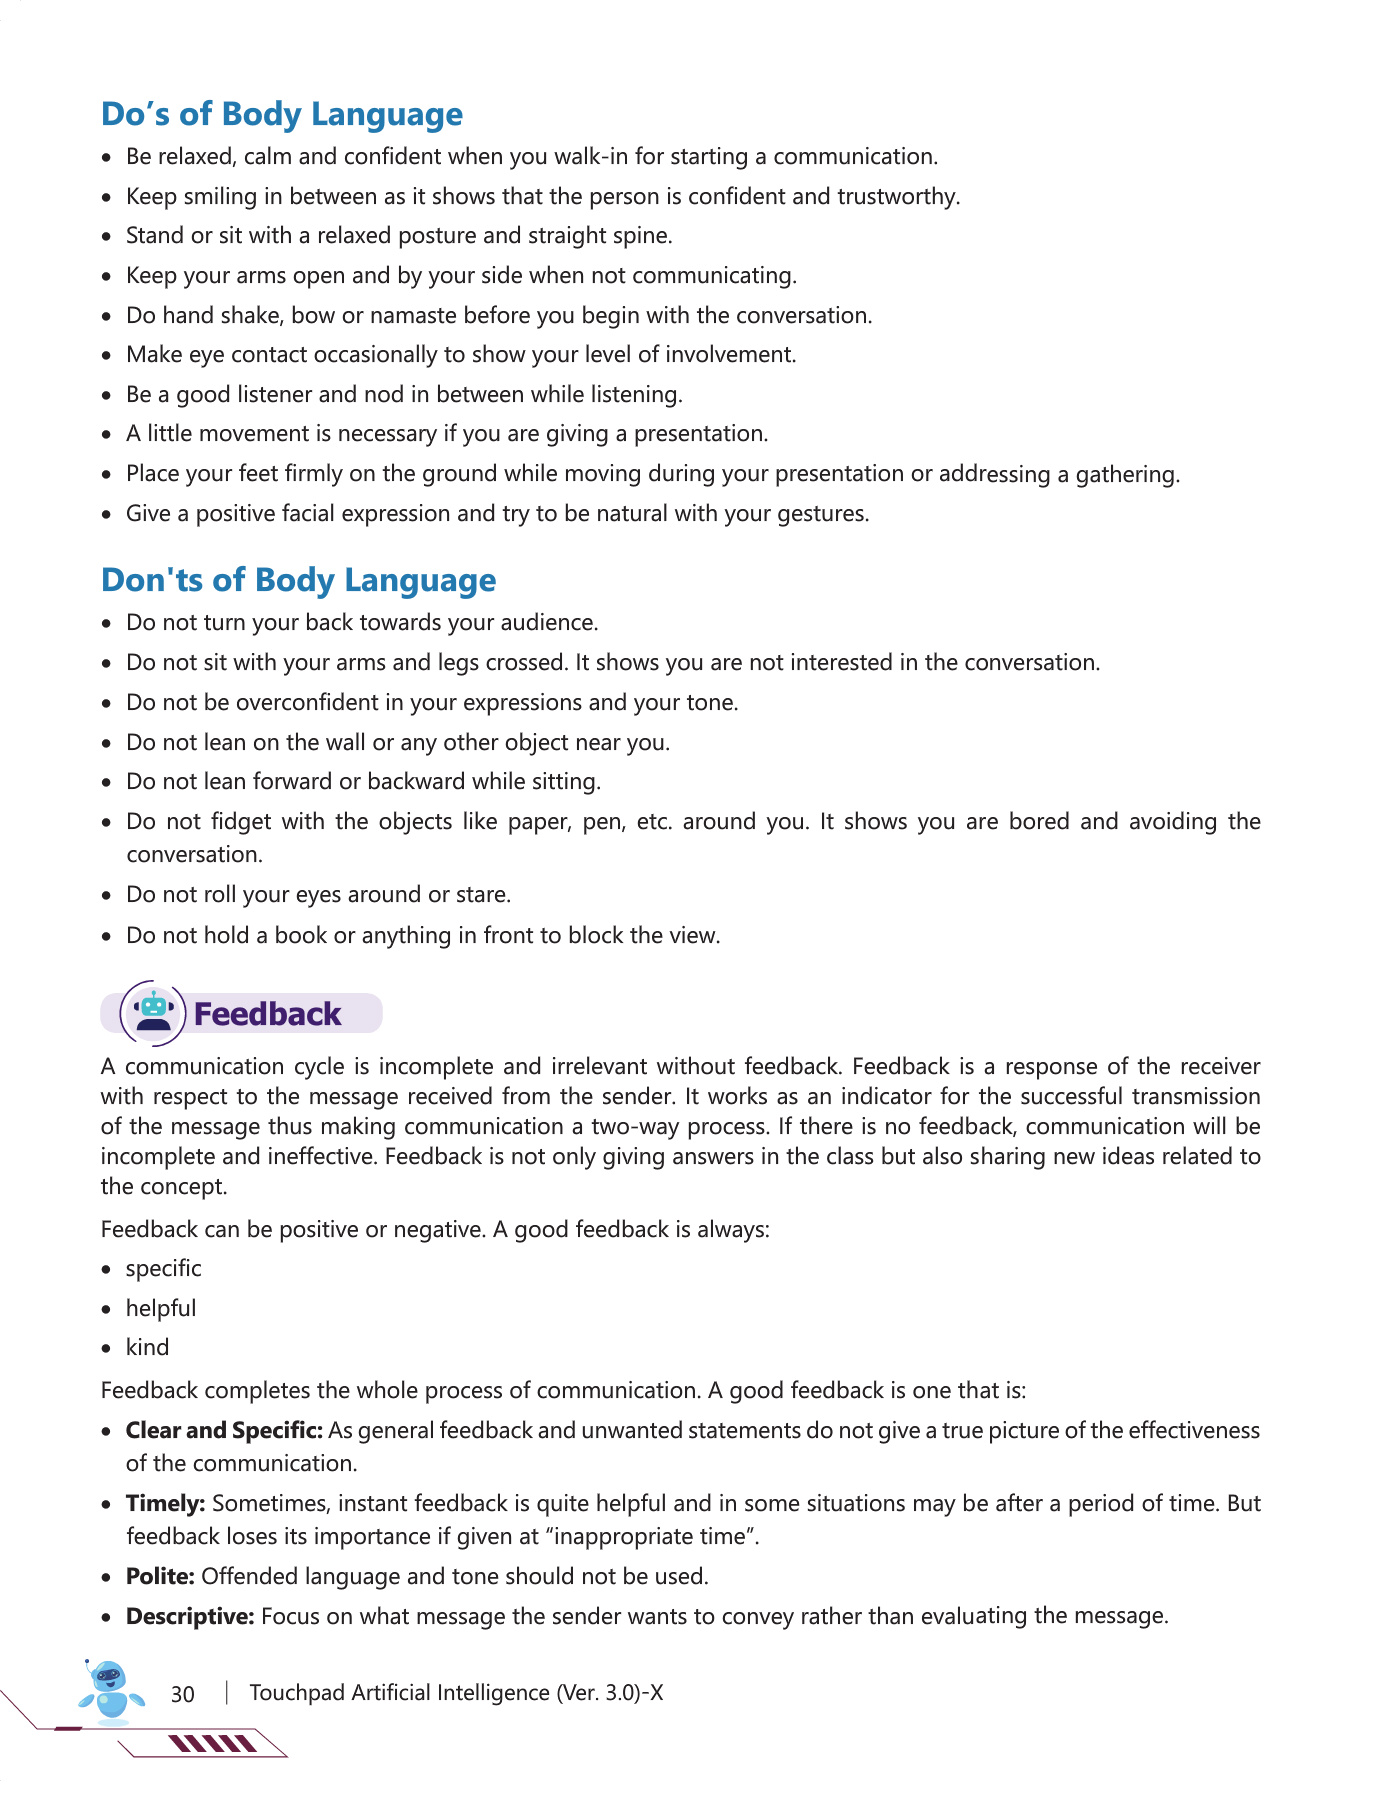 Do’s of Body Language
• Be relaxed, calm and confident when you walk-in for starting a communication.
• Keep smiling in between as it shows that the person is confident and trustworthy.
• Stand or sit with a relaxed posture and straight spine.
• Keep your arms open and by your side when not communicating.
• Do hand shake, bow or namaste before you begin with the conversation.
• Make eye contact occasionally to show your level of involvement.
• Be a good listener and nod in between while listening.
• A little movement is necessary if you are giving a presentation.
• Place your feet firmly on the ground while moving during your presentation or addressing a gathering.
• Give a positive facial expression and try to be natural with your gestures.
Don'ts of Body Language
• Do not turn your back towards your audience.
• Do not sit with your arms and legs crossed. It shows you are not interested in the conversation.
• Do not be overconfident in your expressions and your tone.
• Do not lean on the wall or any other object near you.
• Do not lean forward or backward while sitting.
• Do not fidget with the objects like paper, pen, etc. around you. It shows you are bored and avoiding the
conversation.
• Do not roll your eyes around or stare.
• Do not hold a book or anything in front to block the view.
Feedback
A communication cycle is incomplete and irrelevant without feedback. Feedback is a response of the receiver
with respect to the message received from the sender. It works as an indicator for the successful transmission
of the message thus making communication a two-way process. If there is no feedback, communication will be
incomplete and ineffective. Feedback is not only giving answers in the class but also sharing new ideas related to
the concept.
Feedback can be positive or negative. A good feedback is always:
• specific
• helpful
• kind
Feedback completes the whole process of communication. A good feedback is one that is:
• Clear and Specific: As general feedback and unwanted statements do not give a true picture of the effectiveness
of the communication.
• Timely: Sometimes, instant feedback is quite helpful and in some situations may be after a period of time. But
feedback loses its importance if given at “inappropriate time”.
• Polite: Offended language and tone should not be used.
• Descriptive: Focus on what message the sender wants to convey rather than evaluating the message.
30 | Touchpad Artificial Intelligence (Ver. 3.0)-X